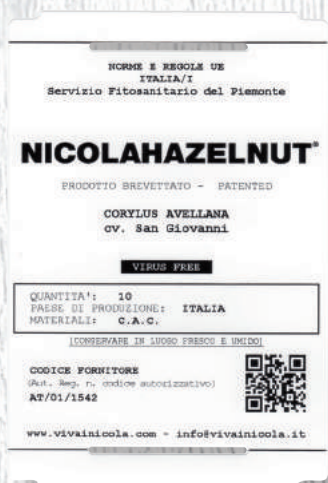 NORME E REGOLE UE
ITALIA/I
Servizio Fitosanitario del Piemonte
NICOLAHAZELNUT®
PRODOTTO BREVETTATO - PATENTED
CORYLUS AVELLANA
cv. San Giovanni
VIRUS FREE
QUANTITA': 10
PAESE DI PRODUZIONE: ITALIA
MATERIALI: C.A.C.
[CONSERVARE IN LUOGO FRESCO E UMIDO]
CODICE FORNITORE
(Aut. Reg. n. codice autorizzativo)
AT/01/1542
www.vivainicola.com - info@vivainicola.it